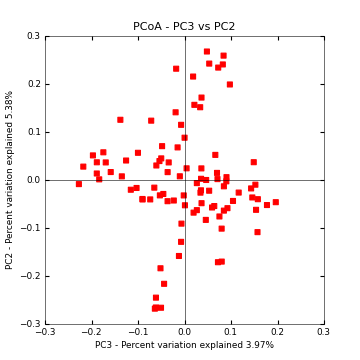 PCoA - PC3 vs PC2
PC2 - Percent variation explained 5.38%
0.3
0.2
0.1
0.0
−0.1
−0.2
−0.3
−0.3 −0.2 −0.1 0.0 0.1 0.2 0.3
PC3 - Percent variation explained 3.97%